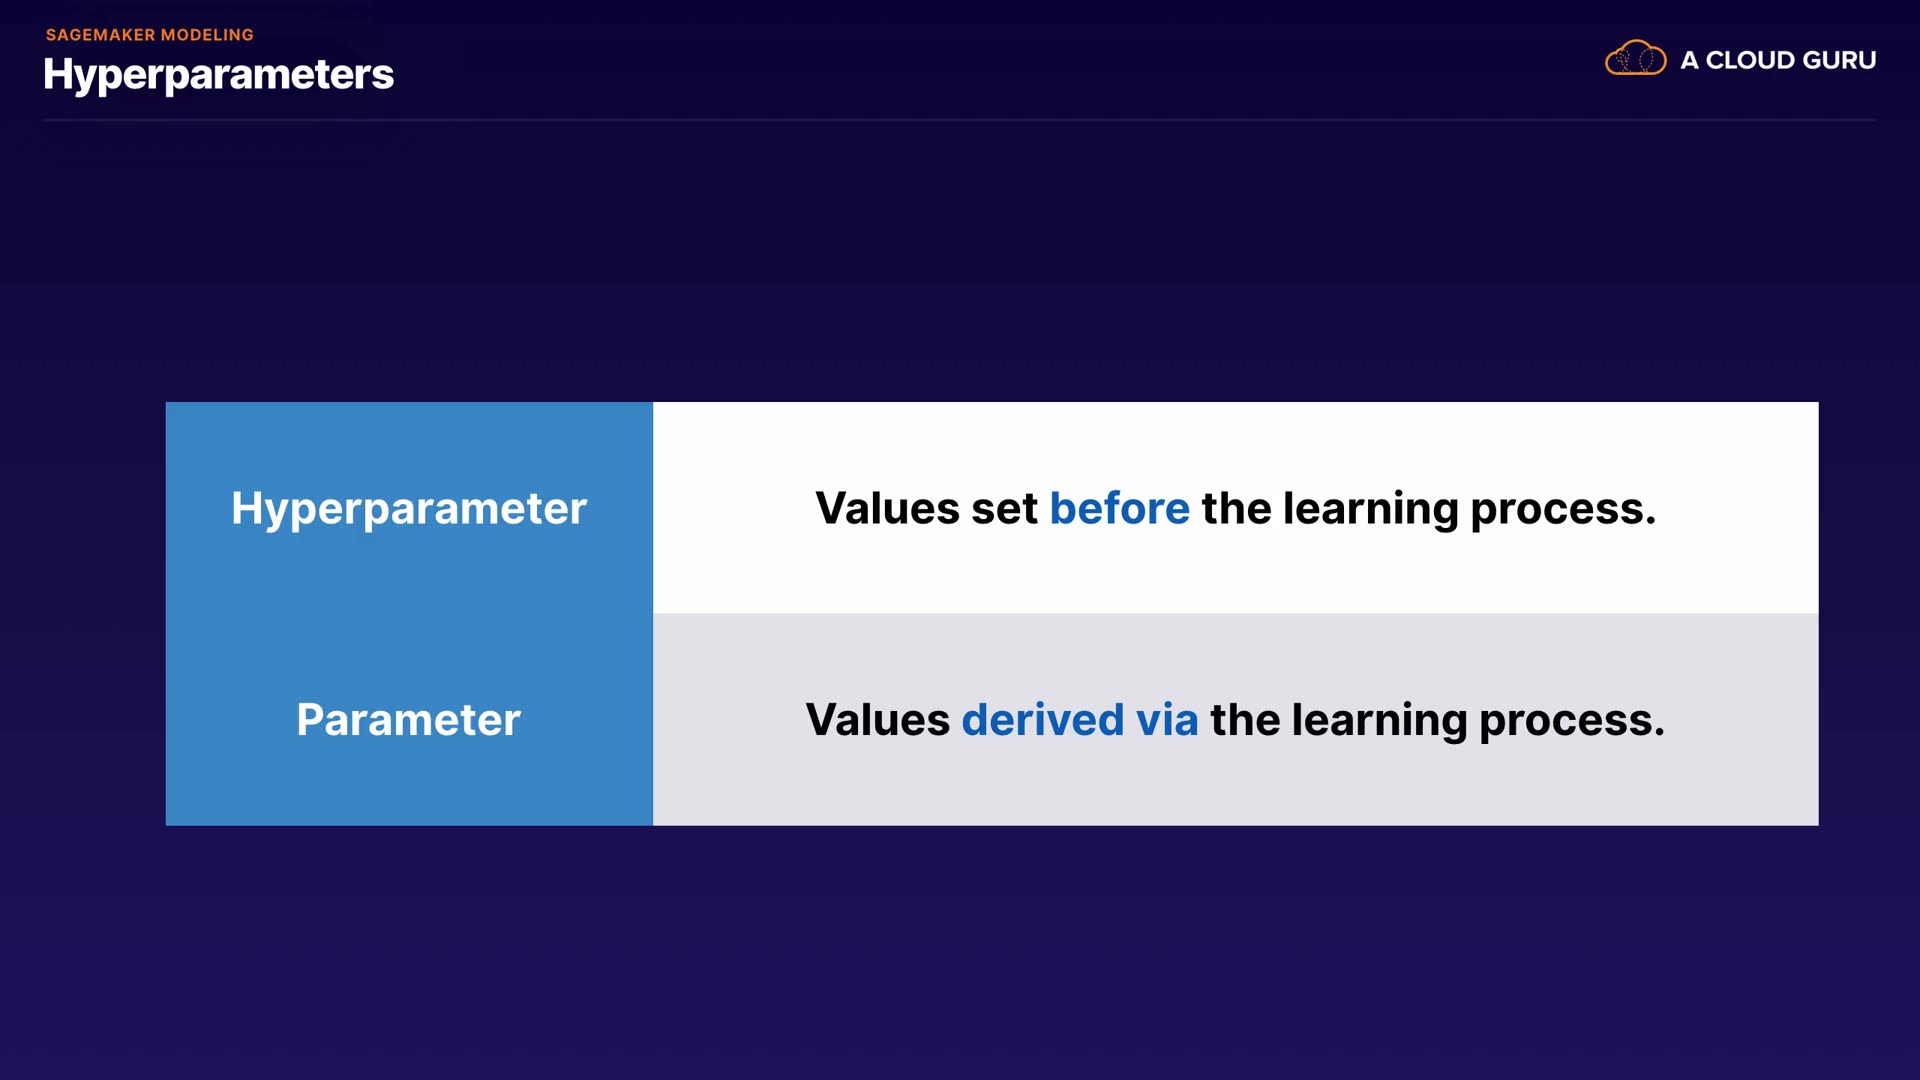 SAGEMAKER MODELING
Hyperparameters
A CLOUD GURU
Hyperparameter
Values set before the learning process.
Parameter
Values derived via the learning process.